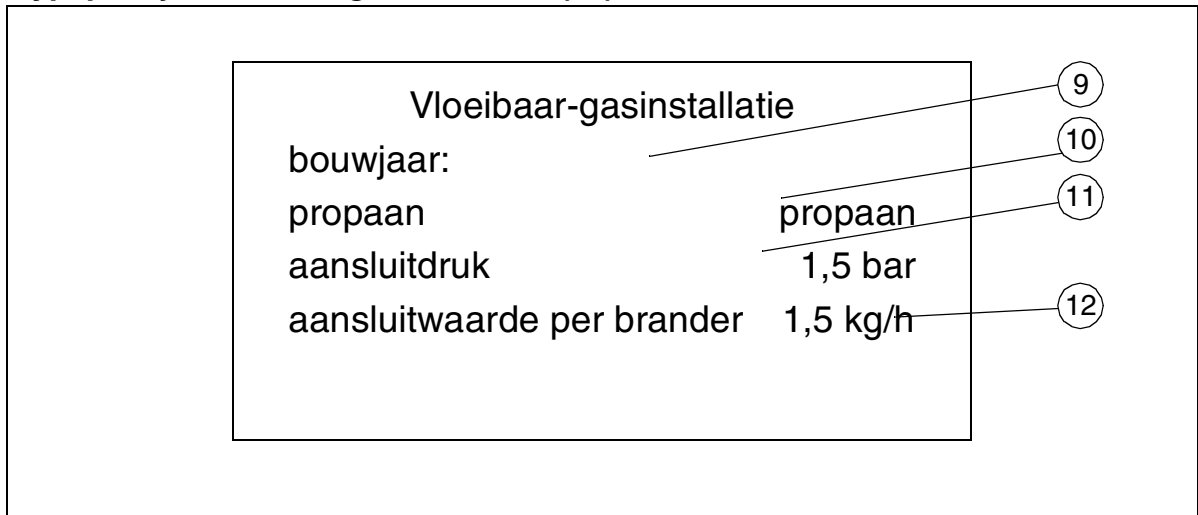 Vloeibaar-gasinstallatie
9
bouwjaar:
10
propaan propaan
11
aansluitdruk 1,5 bar
aansluitwaarde per brander 1,5 kg/h
12